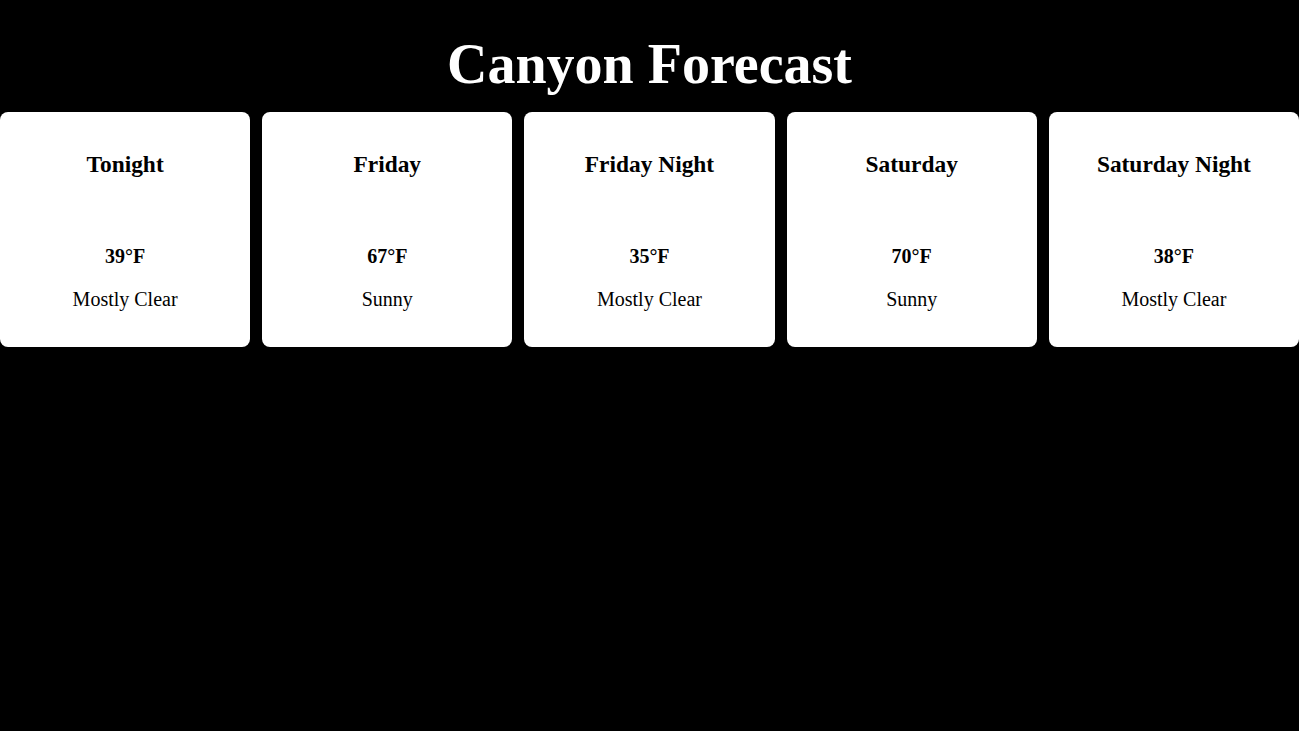 Canyon Forecast
Tonight
39°F
Mostly Clear
Friday
67°F
Sunny
Friday Night
35°F
Mostly Clear
Saturday
70°F
Sunny
Saturday Night
38°F
Mostly Clear